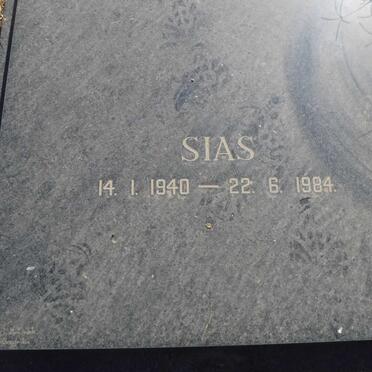 SIAS
14. 1. 1940 — 22. 6. 1984.